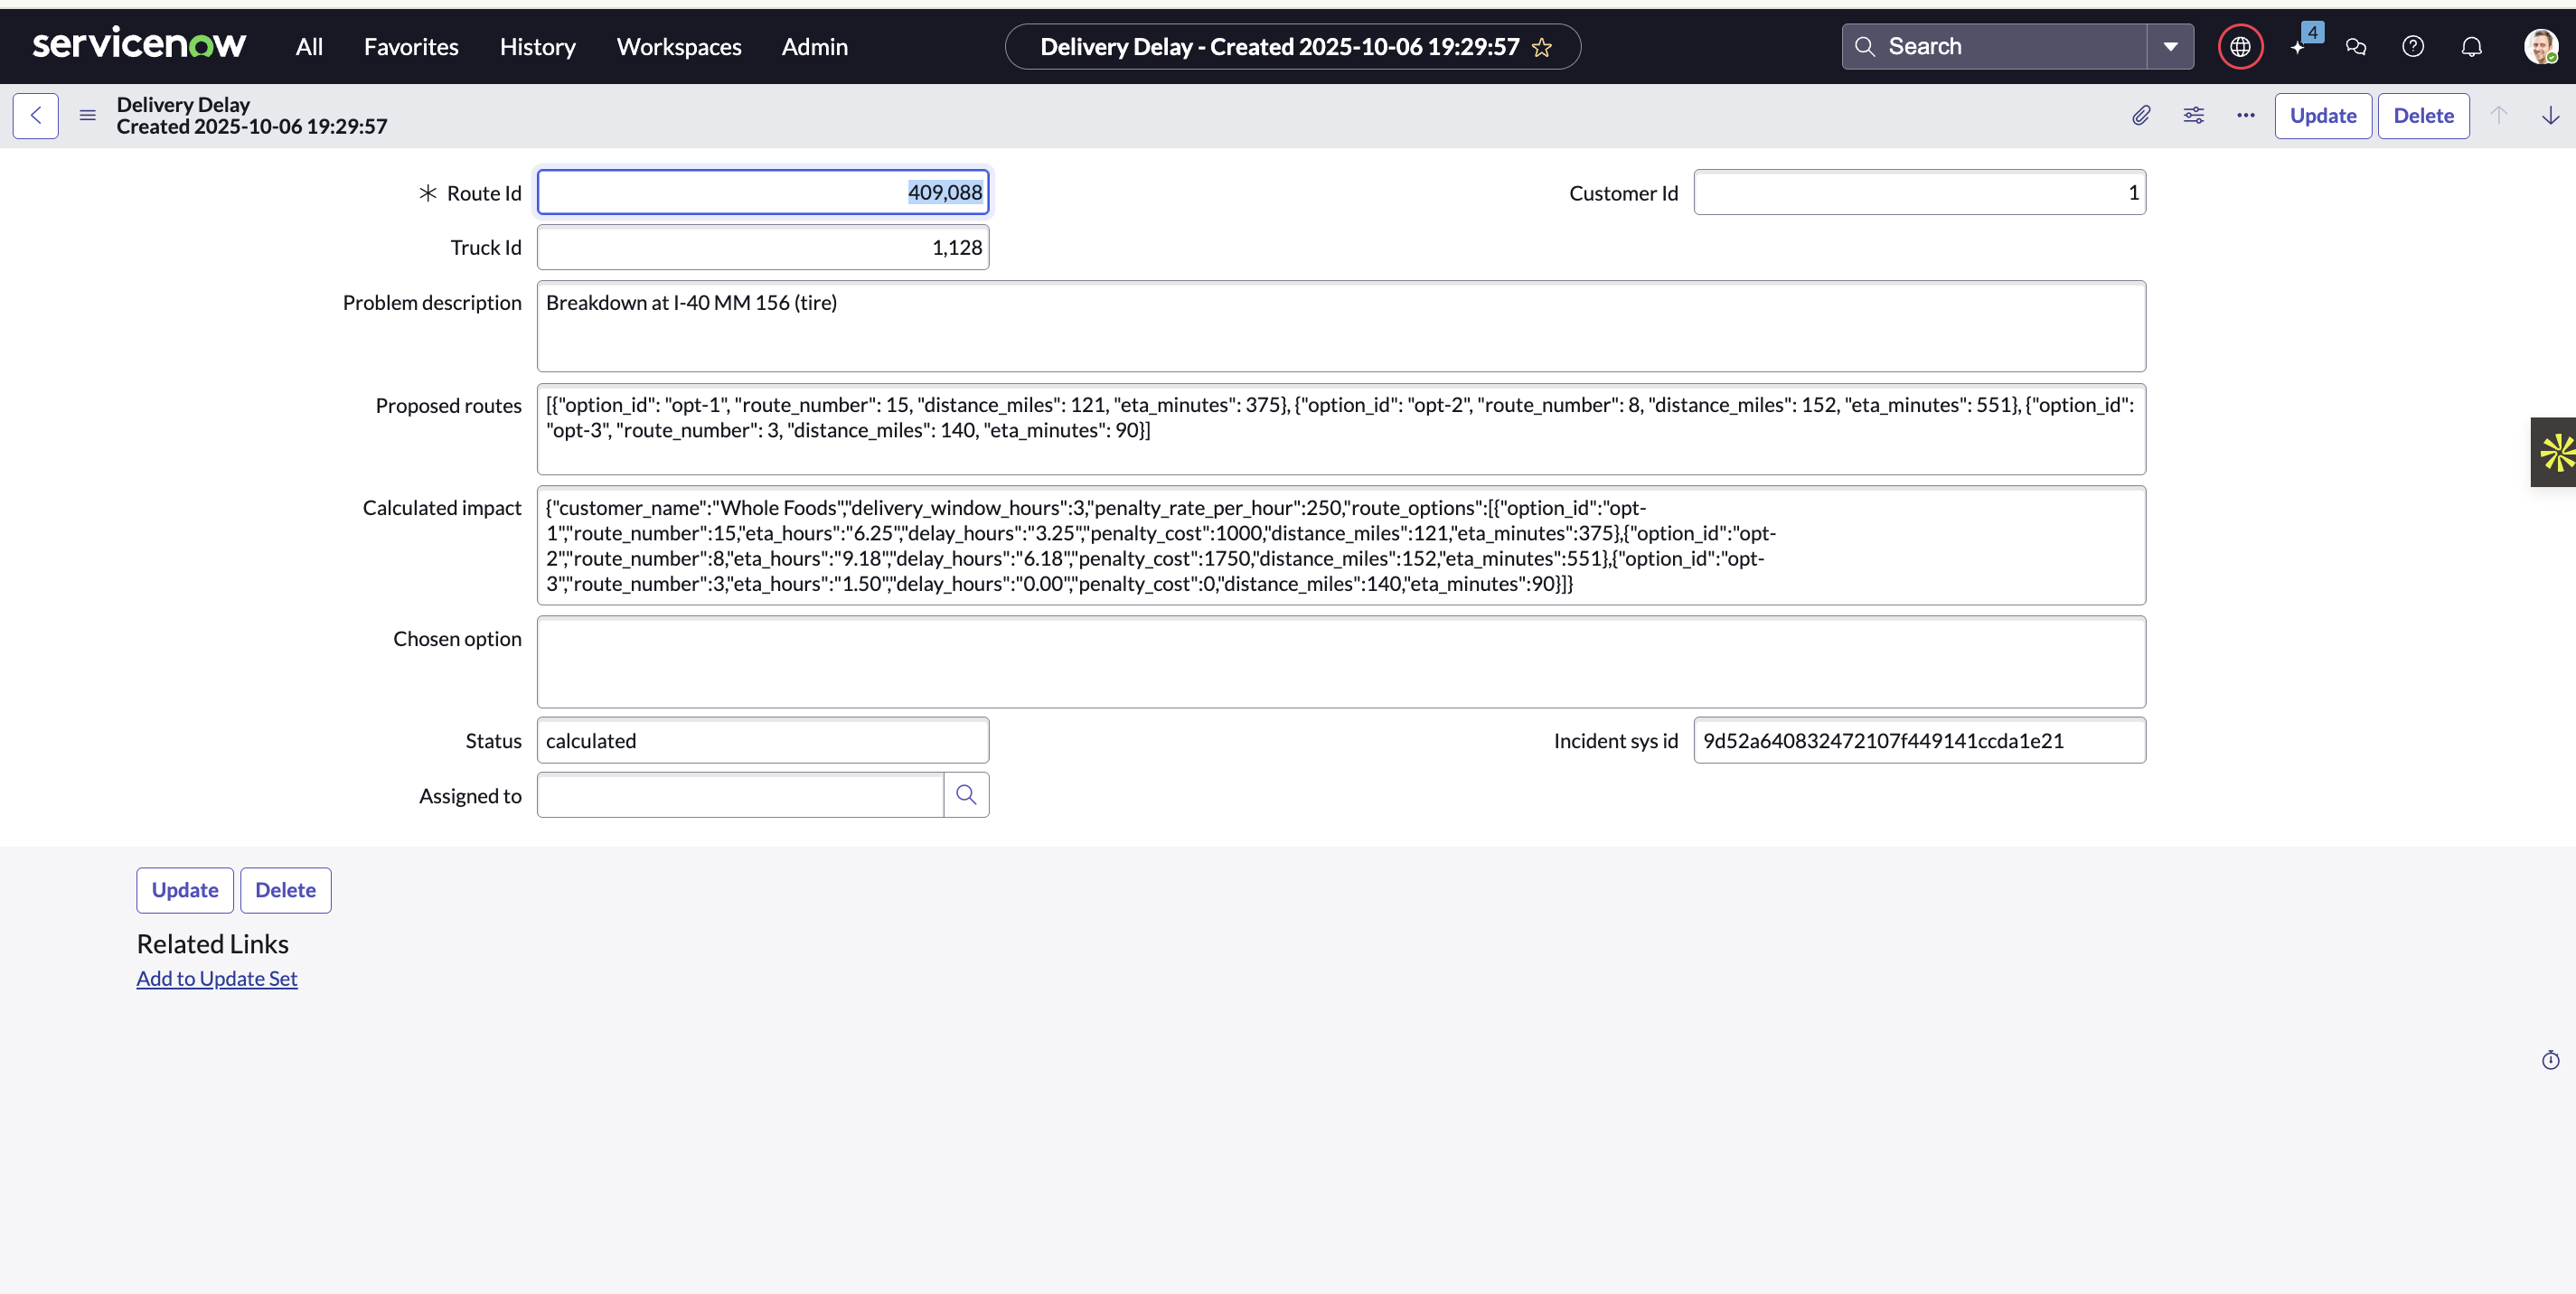 servicenow All Favorites History Workspaces Admin Delivery Delay - Created 2025-10-06 19:29:57 Search 4
Delivery Delay
Created 2025-10-06 19:29:57
Update Delete
Route Id 409,088 Customer Id 1
Truck Id 1,128
Problem description Breakdown at I-40 MM 156 (tire)
Proposed routes [{"option_id": "opt-1", "route_number": 15, "distance_miles": 121, "eta_minutes": 375}, {"option_id": "opt-2", "route_number": 8, "distance_miles": 152, "eta_minutes": 551}, {"option_id":
"opt-3", "route_number": 3, "distance_miles": 140, "eta_minutes": 90}]
Calculated impact {"customer_name":"Whole Foods","delivery_window_hours":3,"penalty_rate_per_hour":250,"route_options":[{"option_id":"opt-
1","route_number":15,"eta_hours":"6.25","delay_hours":"3.25","penalty_cost":1000,"distance_miles":121,"eta_minutes":375},{"option_id":"opt-
2","route_number":8,"eta_hours":"9.18","delay_hours":"6.18","penalty_cost":1750,"distance_miles":152,"eta_minutes":551},{"option_id":"opt-
3","route_number":3,"eta_hours":"1.50","delay_hours":"0.00","penalty_cost":0,"distance_miles":140,"eta_minutes":90}]}
Chosen option
Status calculated Incident sys id 9d52a640832472107f449141ccda1e21
Assigned to
Update Delete
Related Links
Add to Update Set